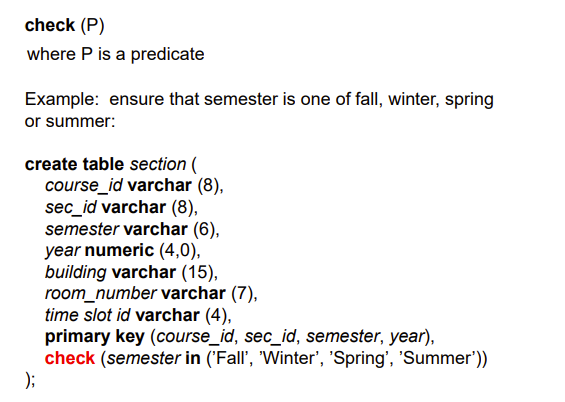 check (P)
where P is a predicate
Example: ensure that semester is one of fall, winter, spring
or summer:
create table section (
course_id varchar (8),
sec_id varchar (8),
semester varchar (6),
year numeric (4,0),
building varchar (15),
room_number varchar (7),
time slot id varchar (4),
primary key (course_id, sec_id, semester, year),
check (semester in (’Fall’, ’Winter’, ’Spring’, ’Summer’))
);